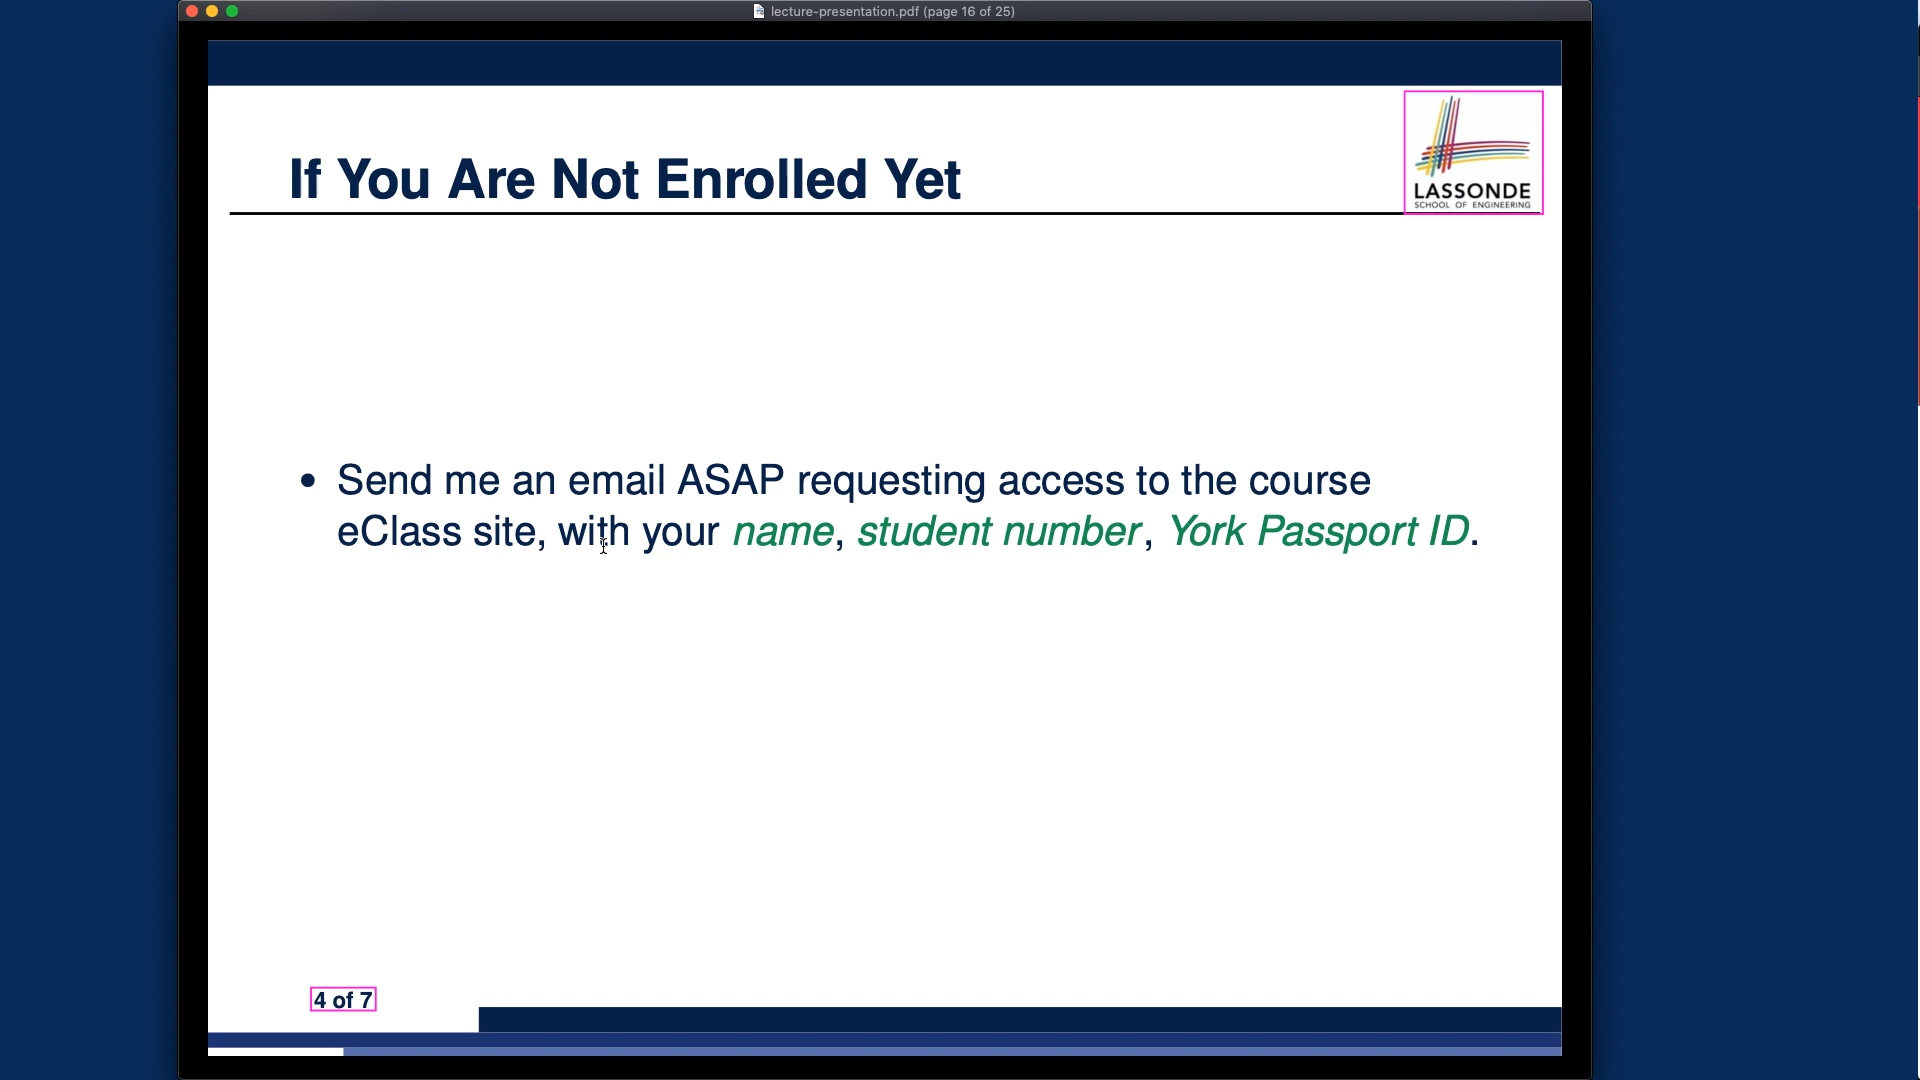 lecture-presentation.pdf (page 16 of 25)
If You Are Not Enrolled Yet
LASSONDE
SCHOOL OF ENGINEERING
• Send me an email ASAP requesting access to the course
eClass site, with your name, student number, York Passport ID.
4 of 7